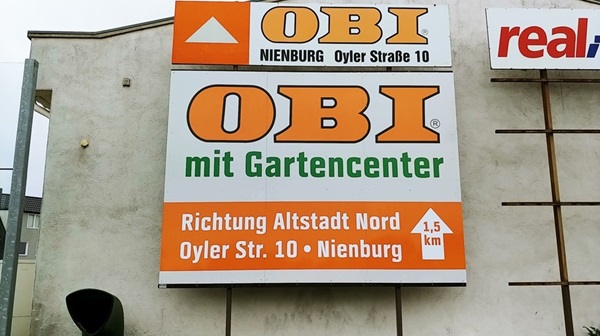 OBI®
NIENBURG Oyler Straße 10
real,-
OBI®
mit Gartencenter
Richtung Altstadt Nord
Oyler Str. 10 • Nienburg
1,5
km